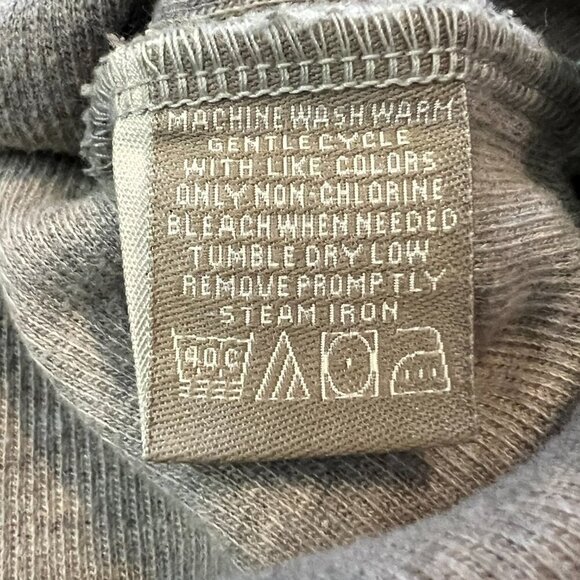 MACHINE WASH WARM
GENTLE CYCLE
WITH LIKE COLORS
ONLY NON-CHLORINE
BLEACH WHEN NEEDED
TUMBLE DRY LOW
REMOVE PROMPTLY
STEAM IRON
40C